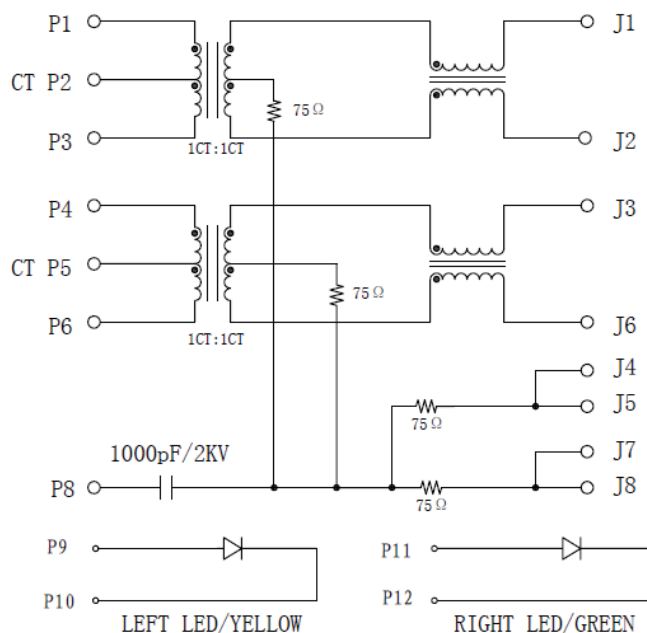 P1 J1
CT P2
75Ω
P3 J2
1CT:1CT
P4 J3
CT P5
75Ω
P6 J6
1CT:1CT
J4
J5
75Ω
1000pF/2KV
J7
P8 J8
75Ω
P9 P11
P10 P12
LEFT LED/YELLOW RIGHT LED/GREEN